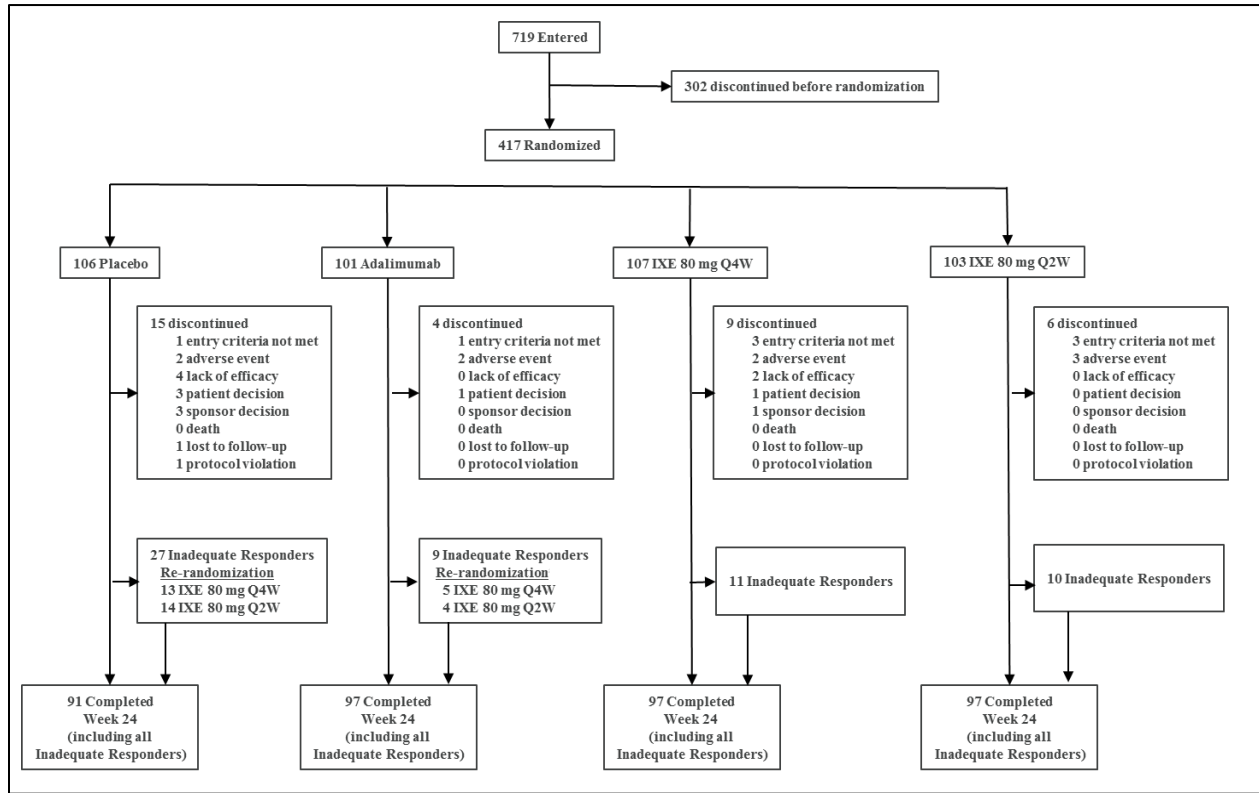 719 Entered
302 discontinued before randomization
417 Randomized
106 Placebo
101 Adalimumab
107 IXE 80 mg Q4W
103 IXE 80 mg Q2W
15 discontinued
1 entry criteria not met
2 adverse event
4 lack of efficacy
3 patient decision
3 sponsor decision
0 death
1 lost to follow-up
1 protocol violation
4 discontinued
1 entry criteria not met
2 adverse event
0 lack of efficacy
1 patient decision
0 sponsor decision
0 death
0 lost to follow-up
0 protocol violation
9 discontinued
3 entry criteria not met
2 adverse event
2 lack of efficacy
1 patient decision
1 sponsor decision
0 death
0 lost to follow-up
0 protocol violation
6 discontinued
3 entry criteria not met
3 adverse event
0 lack of efficacy
0 patient decision
0 sponsor decision
0 death
0 lost to follow-up
0 protocol violation
27 Inadequate Responders
Re-randomization
13 IXE 80 mg Q4W
14 IXE 80 mg Q2W
9 Inadequate Responders
Re-randomization
5 IXE 80 mg Q4W
4 IXE 80 mg Q2W
11 Inadequate Responders
10 Inadequate Responders
91 Completed
Week 24
(including all
Inadequate Responders)
97 Completed
Week 24
(including all
Inadequate Responders)
97 Completed
Week 24
(including all
Inadequate Responders)
97 Completed
Week 24
(including all
Inadequate Responders)